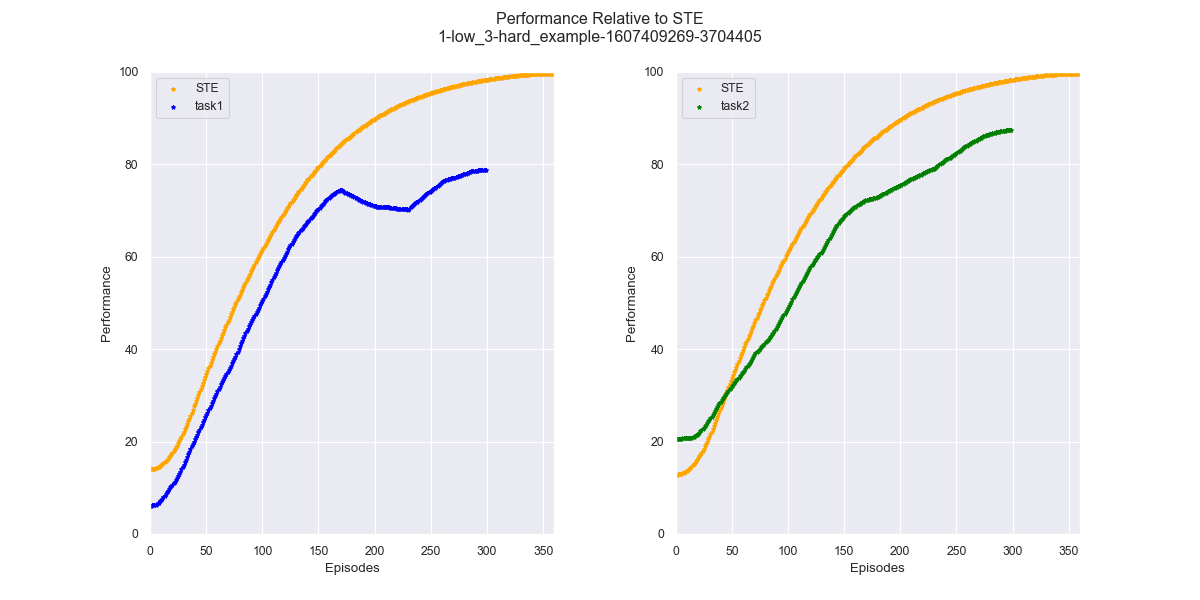 Performance Relative to STE
1-low_3-hard_example-1607409269-3704405
STE
task1
Performance
100
80
60
40
20
0
0 50 100 150 200 250 300 350
Episodes
STE
task2
Performance
100
80
60
40
20
0
0 50 100 150 200 250 300 350
Episodes